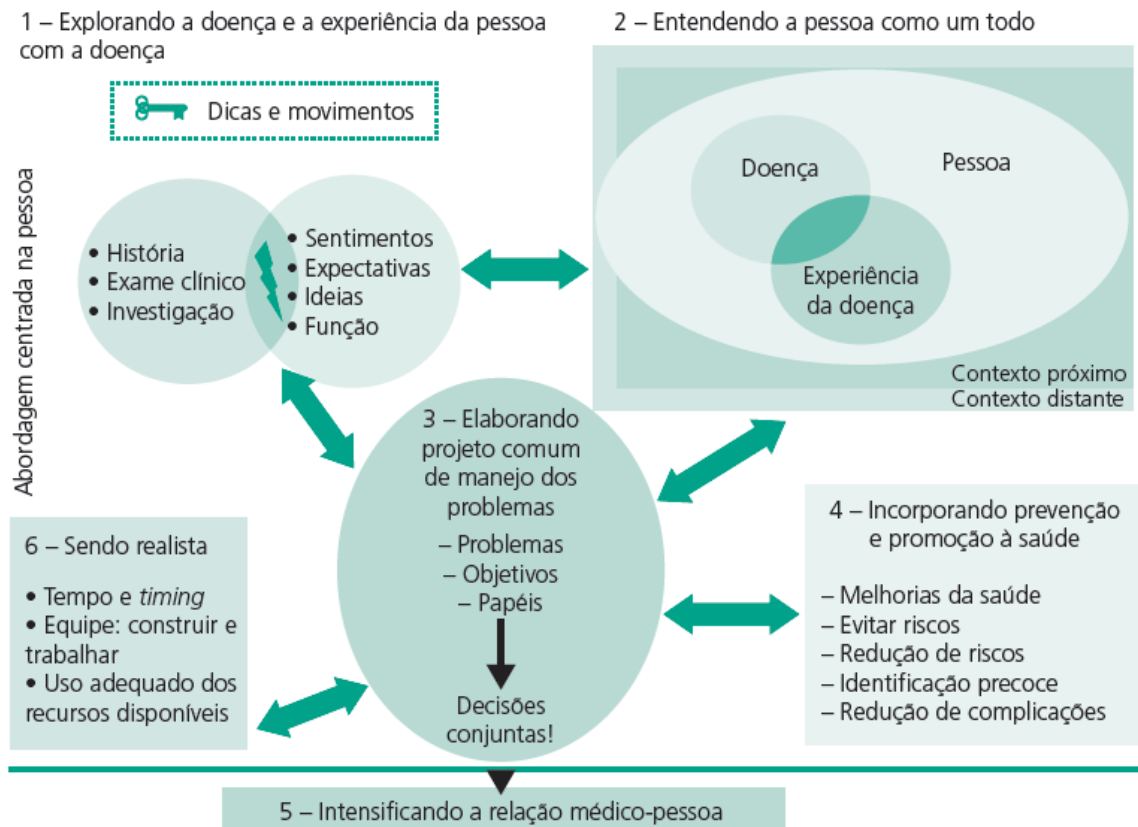 1 – Explorando a doença e a experiência da pessoa
com a doença
Dicas e movimentos
• História
• Exame clínico
• Investigação
• Sentimentos
• Expectativas
• Ideias
• Função
2 – Entendendo a pessoa como um todo
Doença
Pessoa
Experiência
da doença
Contexto próximo
Contexto distante
Abordagem centrada na pessoa
3 – Elaborando
projeto comum
de manejo dos
problemas
– Problemas
– Objetivos
– Papéis
Decisões
conjuntas!
4 – Incorporando prevenção
e promoção à saúde
– Melhorias da saúde
– Evitar riscos
– Redução de riscos
– Identificação precoce
– Redução de complicações
6 – Sendo realista
• Tempo e timing
• Equipe: construir e
trabalhar
• Uso adequado dos
recursos disponíveis
5 – Intensificando a relação médico-pessoa